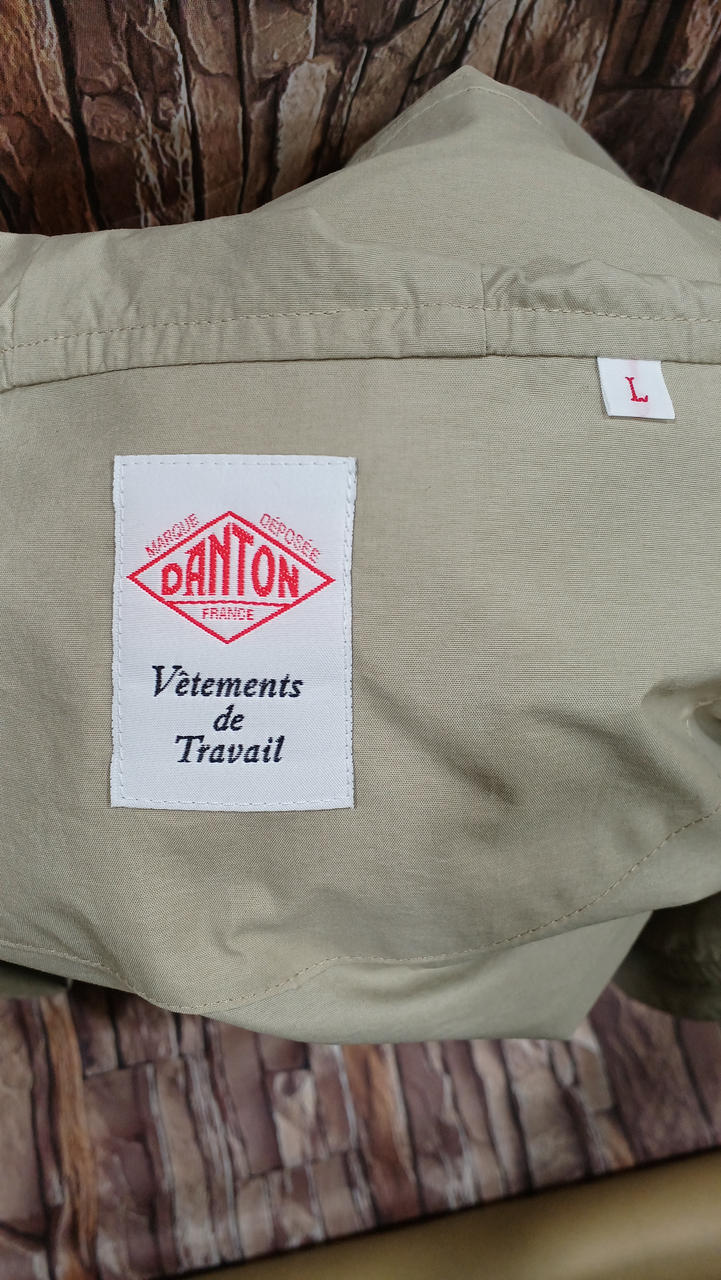 L
MARQUE DÉPOSÉE
DANTON
FRANCE
Vêtements
de
Travail